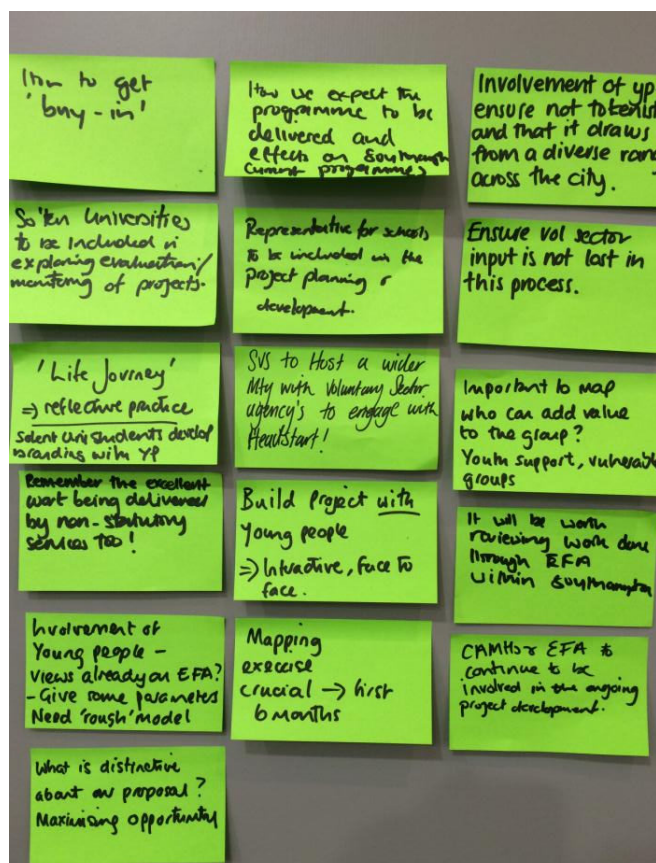 How to get
'buy-in'
How we expect the
programme to be
delivered and
effects on Southampton
current programmes
Involvement of yp
ensure not tokenist
and that it draws
from a diverse rang
across the city.
So'ton Universities
to be included in
exploring evaluation/
monitoring of projects.
Representative for schools
to be included in the
project planning &
development.
Ensure vol sector
input is not lost in
this process.
'Life Journey'
⇒ reflective practice
Solent uni students develop
branding with YP
SVS to Host a wider
Mtg with Voluntary Sector
agency's to engage with
Headstart!
Important to map
who can add value
to the group?
Youth support, vulnerable
groups
Remember the excellent
work being delivered
by non-statutory
services too!
Build Project with
Young people
⇒ Interactive, face to
face.
It will be worth
reviewing work done
through EFA
within Southampton
Involvement of
Young people -
views already on EFA?
- Give some parameters
Need 'rough' model
Mapping
exercise
crucial → first
6 months
CAMHS & EFA to
continue to be
involved in the ongoing
project development.
What is distinctive
about our proposal?
Maximising opportunity